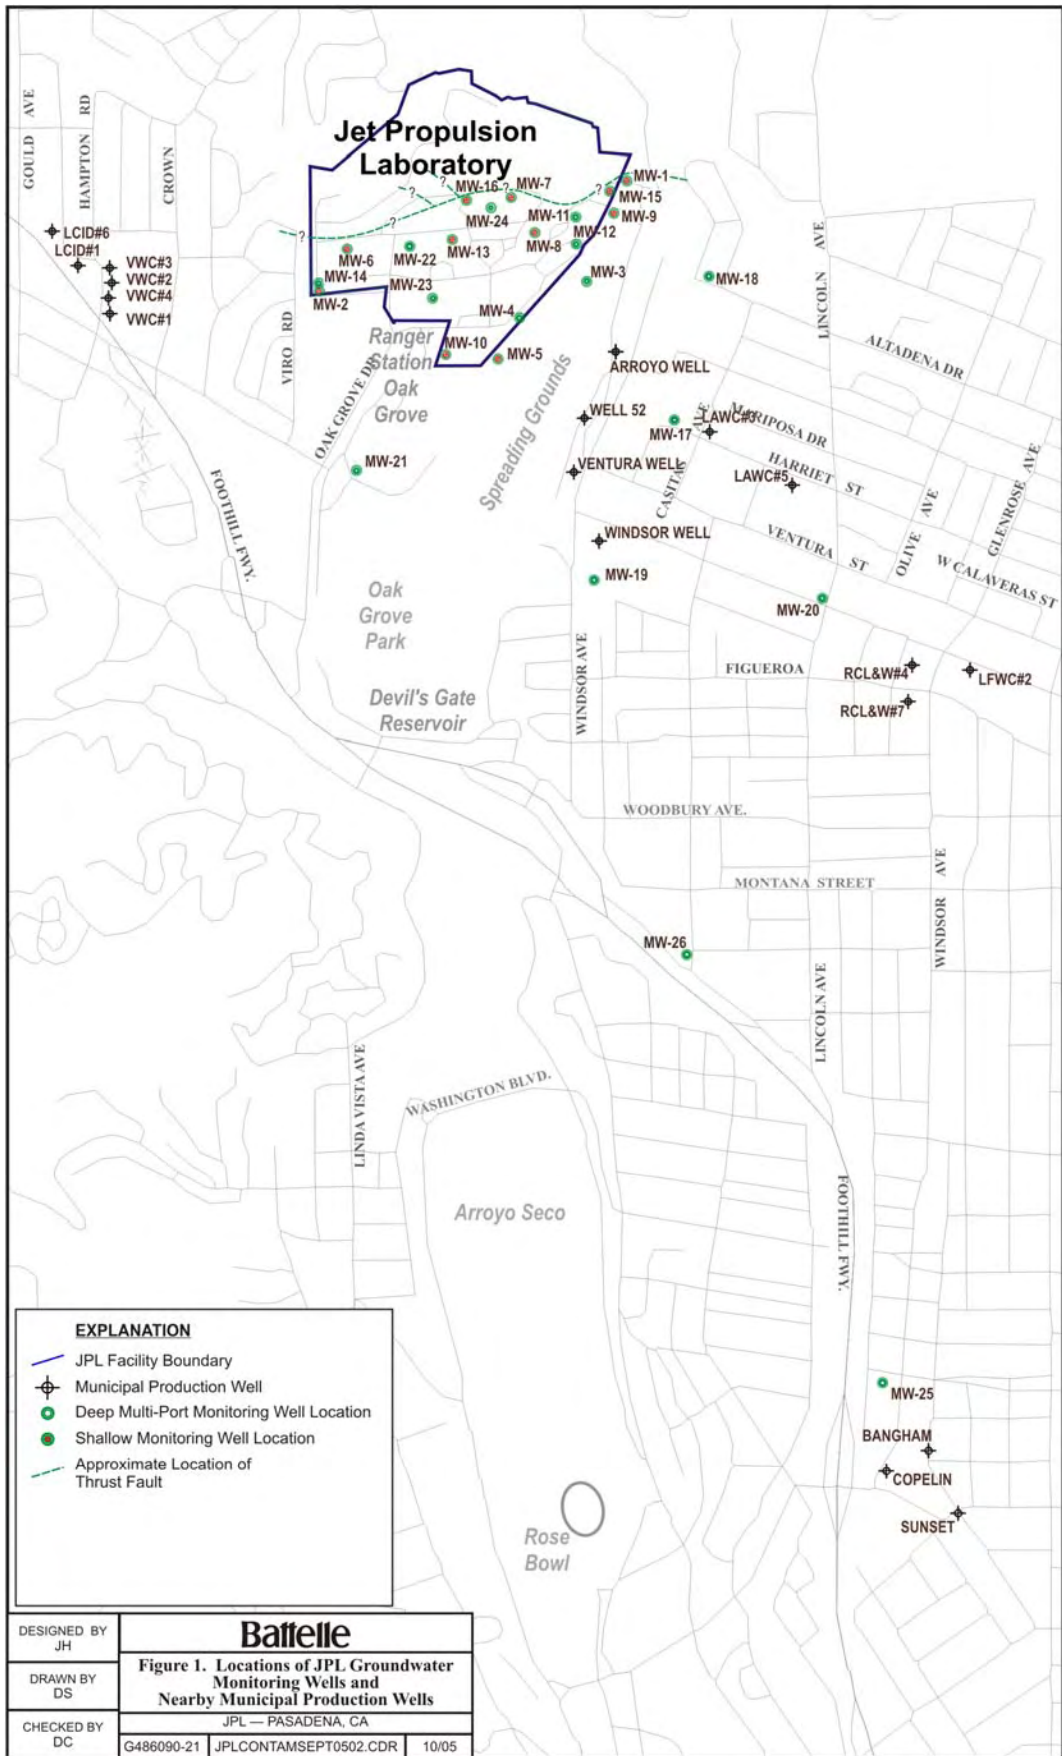 GOULD AVE
HAMPTON RD
CROWN
Jet Propulsion
Laboratory
MW-16
MW-7
MW-1
MW-15
MW-24
MW-11
MW-9
MW-12
MW-8
MW-13
MW-22
MW-6
MW-14
MW-23
MW-2
MW-3
MW-4
MW-18
MW-10
MW-5
LCID#6
LCID#1
VWC#3
VWC#2
VWC#4
VWC#1
VIRO RD
OAK GROVE DR
Ranger
Station
Oak
Grove
Spreading Grounds
LINCOLN AVE
ALTADENA DR
ARROYO WELL
WELL 52
MW-17
LAWC#3
MARIPOSA DR
VENTURA WELL
CASITAS AVE
LAWC#5
HARRIET ST
MW-21
FOOTHILL FWY.
WINDSOR WELL
VENTURA ST
OLIVE AVE
GLENROSE AVE
W CALAVERAS ST
MW-19
MW-20
Oak
Grove
Park
WINDSOR AVE
FIGUEROA
RCL&W#4
LFWC#2
RCL&W#7
Devil's Gate
Reservoir
WOODBURY AVE.
MONTANA STREET
WINDSOR AVE
MW-26
LINCOLN AVE
LINDA VISTA AVE
WASHINGTON BLVD.
Arroyo Seco
FOOTHILL FWY.
MW-25
BANGHAM
COPELIN
SUNSET
Rose
Bowl
EXPLANATION
JPL Facility Boundary
Municipal Production Well
Deep Multi-Port Monitoring Well Location
Shallow Monitoring Well Location
Approximate Location of
Thrust Fault
DESIGNED BY
JH
DRAWN BY
DS
CHECKED BY
DC
Battelle
Figure 1. Locations of JPL Groundwater
Monitoring Wells and
Nearby Municipal Production Wells
JPL — PASADENA, CA
G486090-21 JPLCONTAMSEPT0502.CDR 10/05